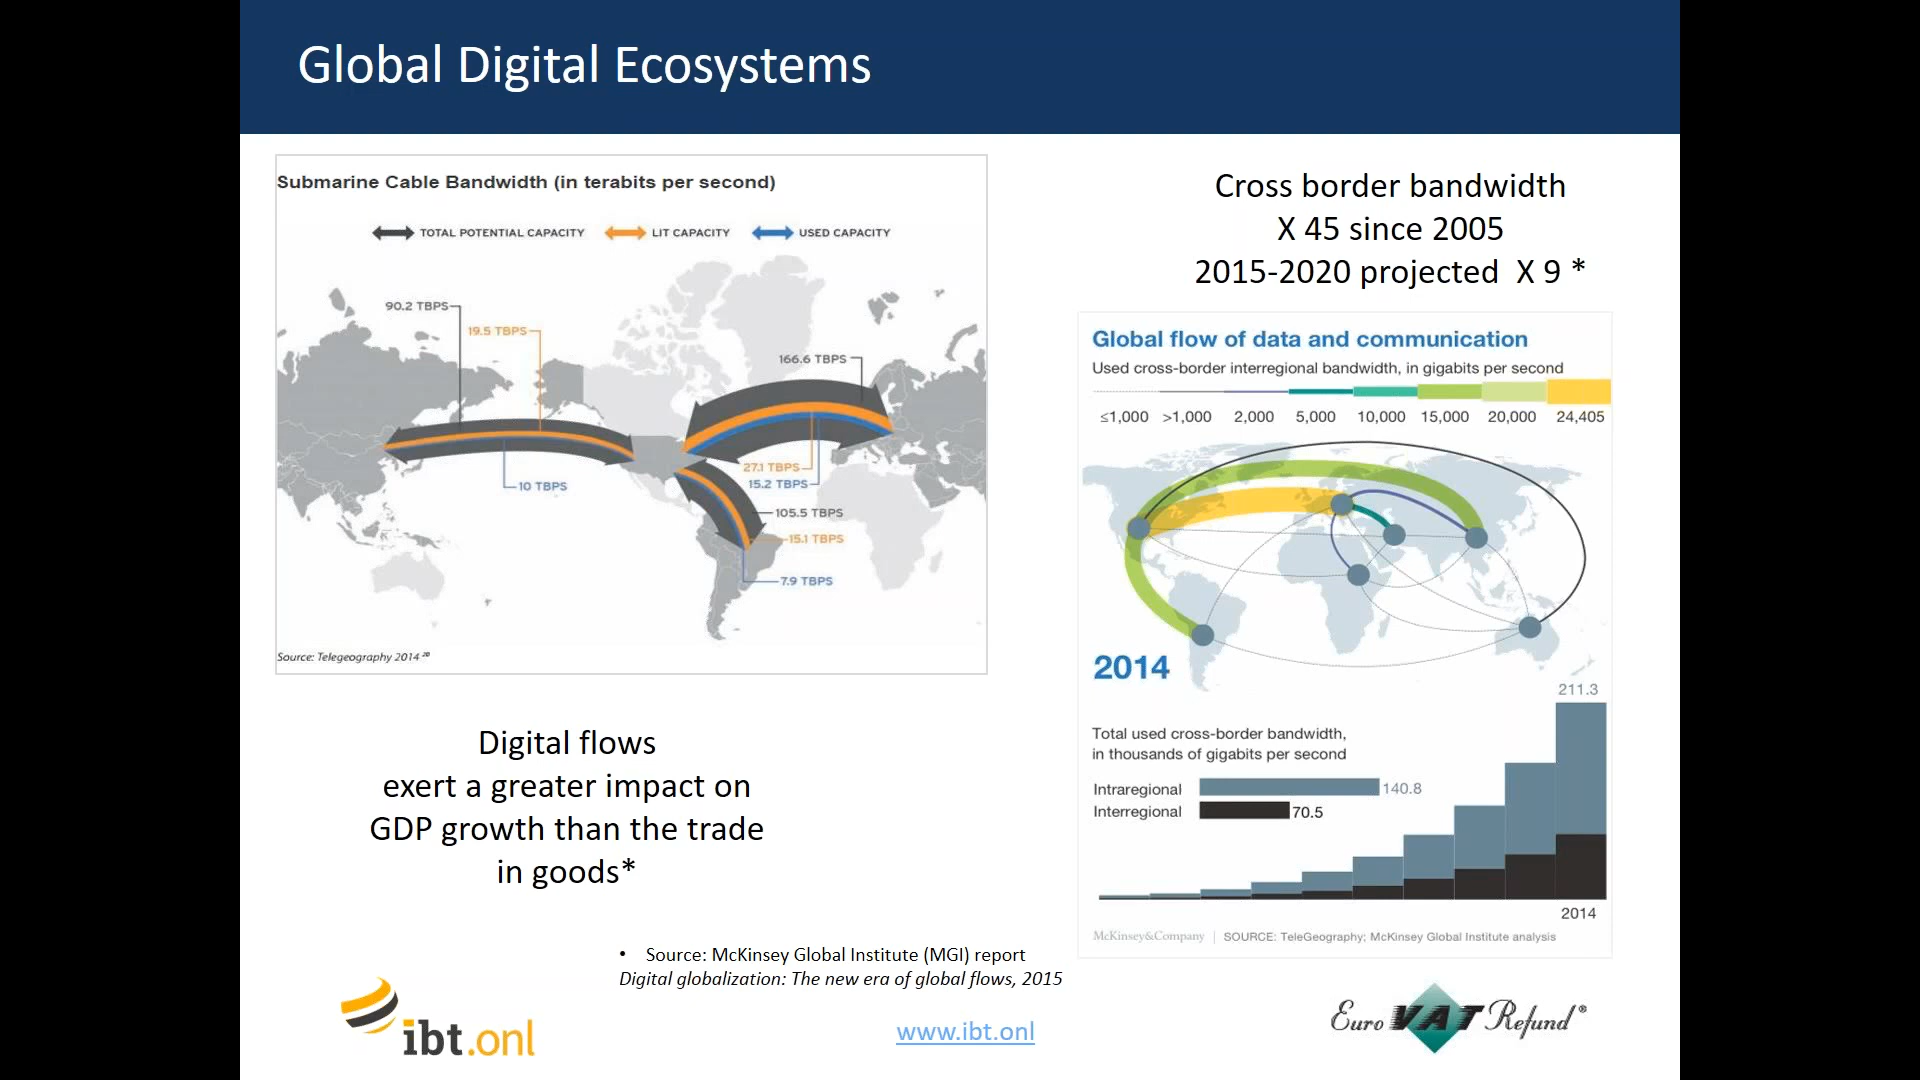 Global Digital Ecosystems
Submarine Cable Bandwidth (in terabits per second)
TOTAL POTENTIAL CAPACITY LIT CAPACITY USED CAPACITY
90.2 TBPS
19.5 TBPS
166.6 TBPS
27.1 TBPS
15.2 TBPS
10 TBPS
105.5 TBPS
15.1 TBPS
7.9 TBPS
Source: Telegeography 2014 20
Cross border bandwidth
X 45 since 2005
2015-2020 projected X 9 *
Global flow of data and communication
Used cross-border interregional bandwidth, in gigabits per second
≤1,000 >1,000 2,000 5,000 10,000 15,000 20,000 24,405
2014
211.3
Total used cross-border bandwidth,
in thousands of gigabits per second
Intraregional 140.8
Interregional 70.5
2014
McKinsey&Company | SOURCE: TeleGeography; McKinsey Global Institute analysis
Digital flows
exert a greater impact on
GDP growth than the trade
in goods*
• Source: McKinsey Global Institute (MGI) report
Digital globalization: The new era of global flows, 2015
ibt.onl
www.ibt.onl
Euro VAT Refund®